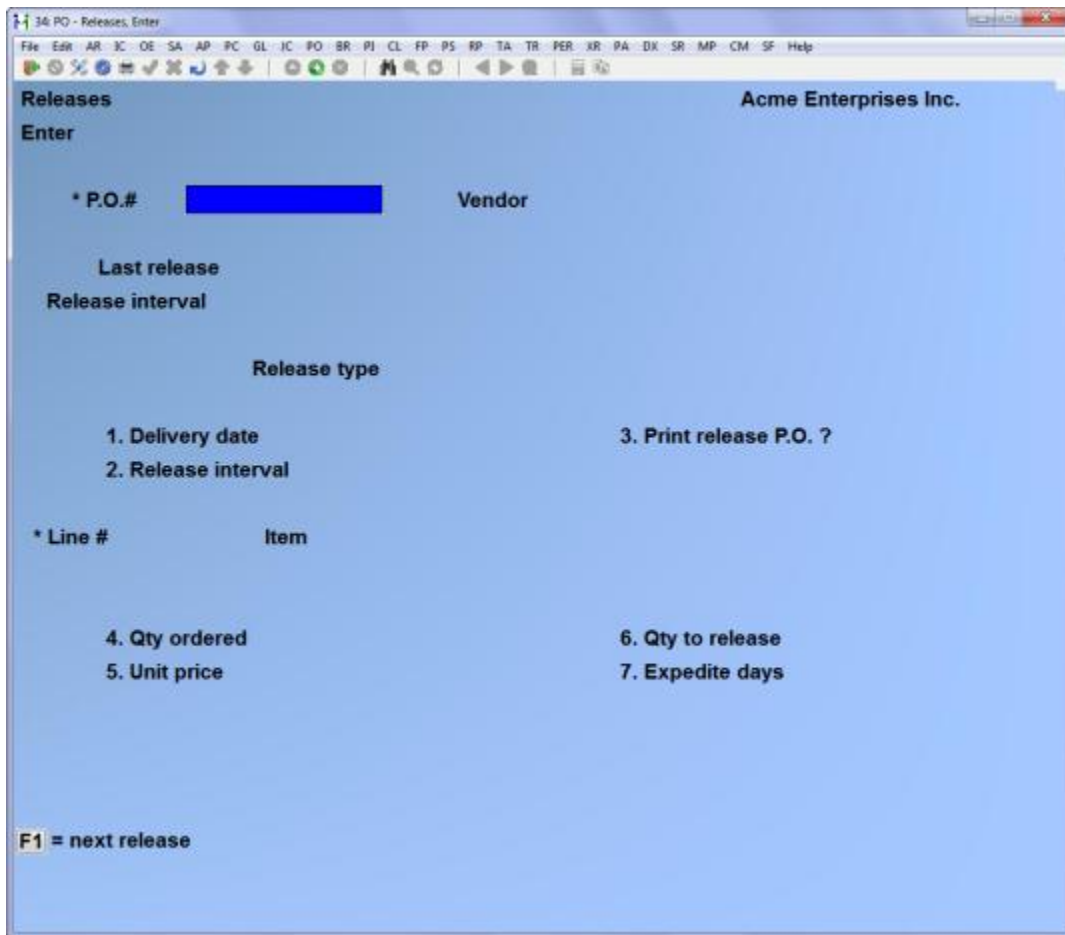 34: PO - Releases, Enter
File Edit AR IC OE SA AP PC GL JC PO BR PJ CL FP PS RP TA TR PER XR PA DX SR MP CM SF Help
Releases Acme Enterprises Inc.
Enter
* P.O.# Vendor
Last release
Release interval
Release type
1. Delivery date 3. Print release P.O. ?
2. Release interval
* Line # Item
4. Qty ordered 6. Qty to release
5. Unit price 7. Expedite days
F1 = next release